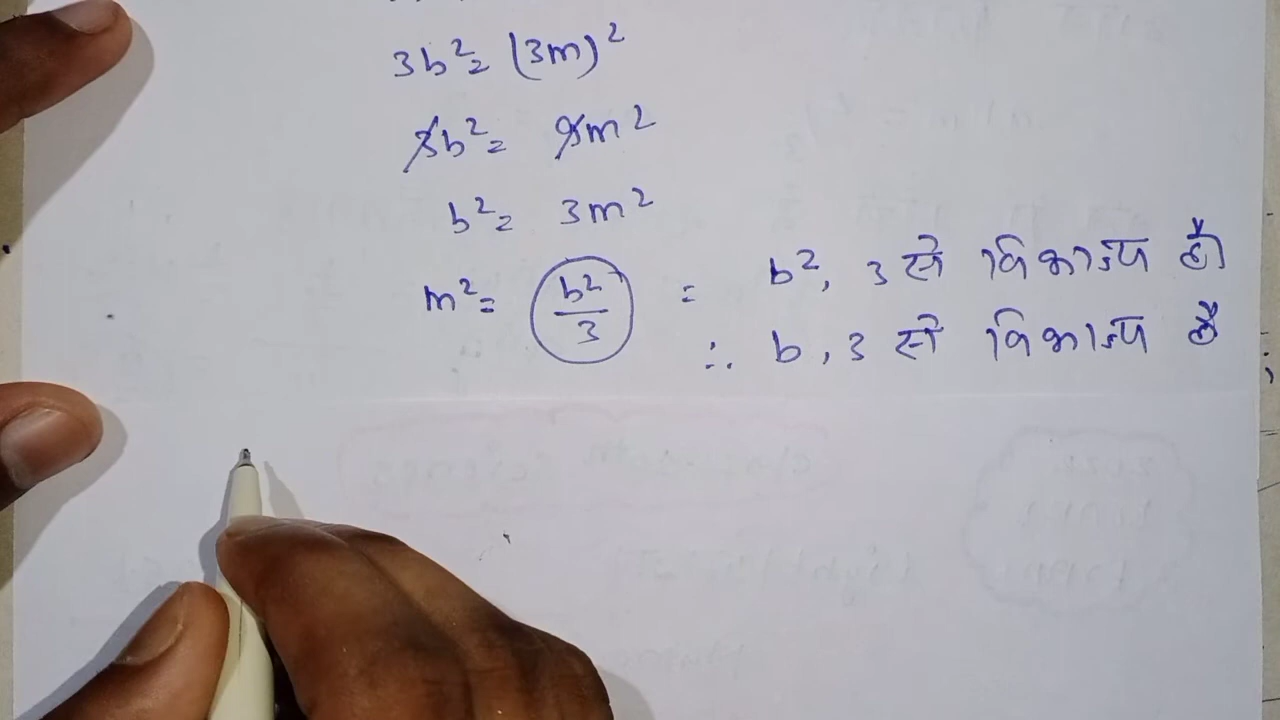 3b² = (3m)²
3b² = 9m²
b² = 3m²
m² = b²/3 = b², 3 से विभाज्य है
∴ b, 3 से विभाज्य है